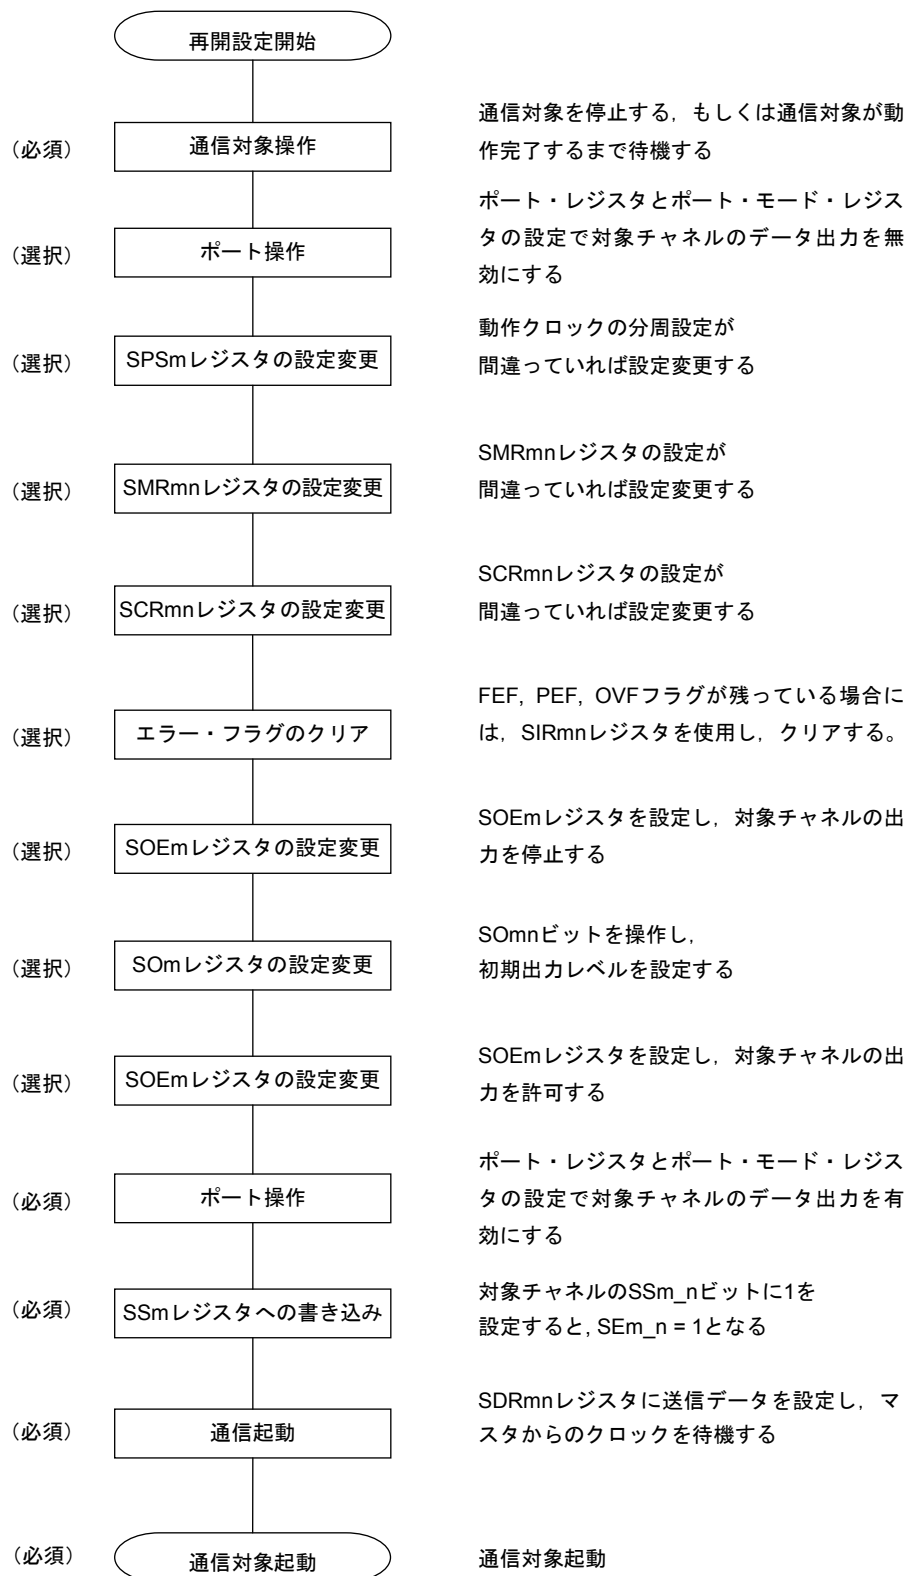 再開設定開始
（必須）
通信対象操作
通信対象を停止する，もしくは通信対象が動
作完了するまで待機する
（選択）
ポート・操作
ポート・レジスタとポート・モード・レジス
タの設定で対象チャネルのデータ出力を無
効にする
（選択）
SPSmレジスタの設定変更
動作クロックの分周設定が
間違っていれば設定変更する
（選択）
SMRmnレジスタの設定変更
SMRmnレジスタの設定が
間違っていれば設定変更する
（選択）
SCRmnレジスタの設定変更
SCRmnレジスタの設定が
間違っていれば設定変更する
（選択）
エラー・フラグのクリア
FEF, PEF, OVFフラグが残っている場合に
は，SIRmnレジスタを使用し，クリアする。
（選択）
SOEmレジスタの設定変更
SOEmレジスタを設定し，対象チャネルの出
力を停止する
（選択）
SOmレジスタの設定変更
SOmnビットを操作し，
初期出力レベルを設定する
（選択）
SOEmレジスタの設定変更
SOEmレジスタを設定し，対象チャネルの出
力を許可する
（必須）
ポート操作
ポート・レジスタとポート・モード・レジス
タの設定で対象チャネルのデータ出力を有
効にする
（必須）
SSmレジスタへの書き込み
対象チャネルのSSm_nビットに1を
設定すると, SEm_n = 1となる
（必須）
通信起動
SDRmnレジスタに送信データを設定し，マ
スタからのクロックを待機する
（必須）
通信対象起動
通信対象起動